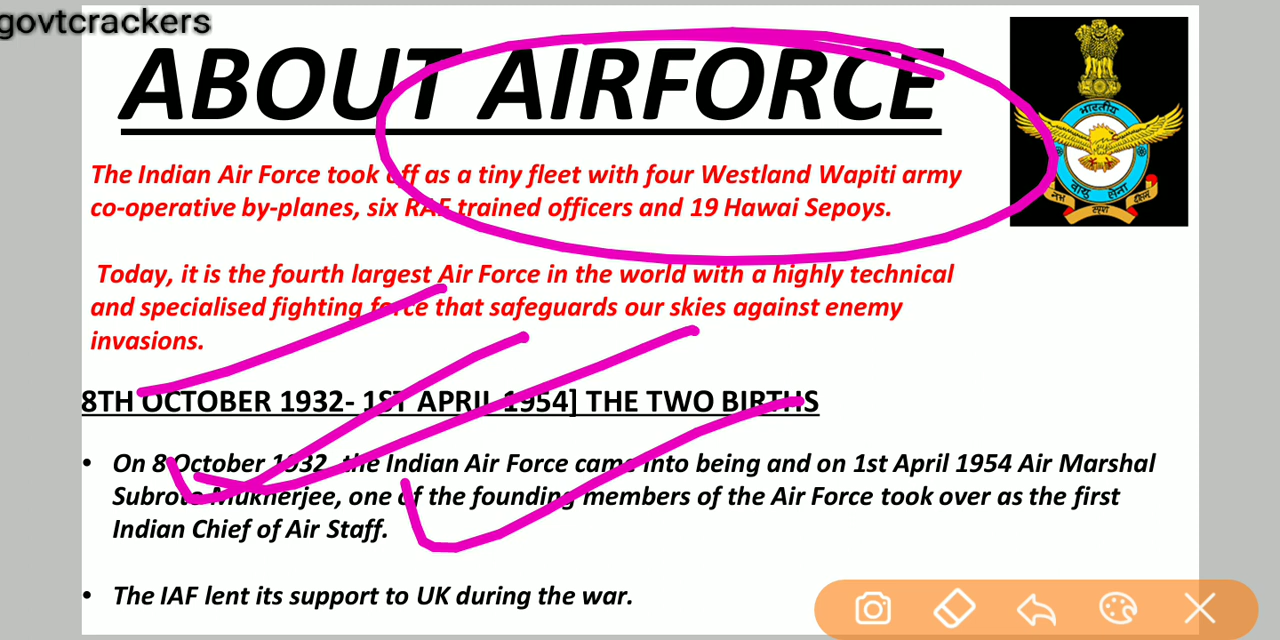 govtcrackers
ABOUT AIRFORCE
The Indian Air Force took off as a tiny fleet with four Westland Wapiti army
co-operative by-planes, six RAF trained officers and 19 Hawai Sepoys.
Today, it is the fourth largest Air Force in the world with a highly technical
and specialised fighting force that safeguards our skies against enemy
invasions.
8TH OCTOBER 1932- 1ST APRIL 1954] THE TWO BIRTHS
• On 8 October 1932, the Indian Air Force came into being and on 1st April 1954 Air Marshal
Subroto Mukherjee, one of the founding members of the Air Force took over as the first
Indian Chief of Air Staff.
• The IAF lent its support to UK during the war.
भारतीय
वायु सेना
नभः स्पृशं दीप्तम्